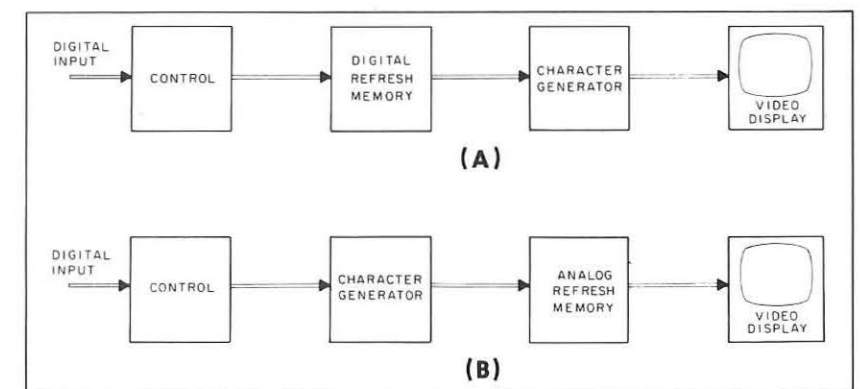 DIGITAL
INPUT
CONTROL
DIGITAL
REFRESH
MEMORY
CHARACTER
GENERATOR
VIDEO
DISPLAY
(A)
DIGITAL
INPUT
CONTROL
CHARACTER
GENERATOR
ANALOG
REFRESH
MEMORY
VIDEO
DISPLAY
(B)